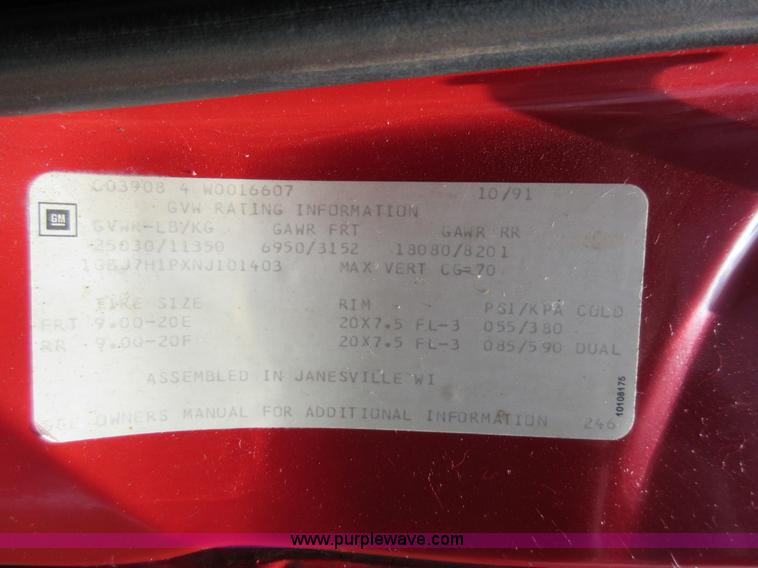 C03908 4 W0016607 10/91
GM
GVW RATING INFORMATION
GVWR-LB/KG GAWR FRT GAWR RR
25030/11350 6950/3152 18080/8201
1GBJ7H1PXNJ101403 MAX VERT CG=70
TIRE SIZE RIM PSI/KPA COLD
FRT 9.00-20E 20X7.5 FL-3 055/380
RR 9.00-20F 20X7.5 FL-3 085/590 DUAL
ASSEMBLED IN JANESVILLE WI
10108175
SEE OWNERS MANUAL FOR ADDITIONAL INFORMATION 246
www.purplewave.com